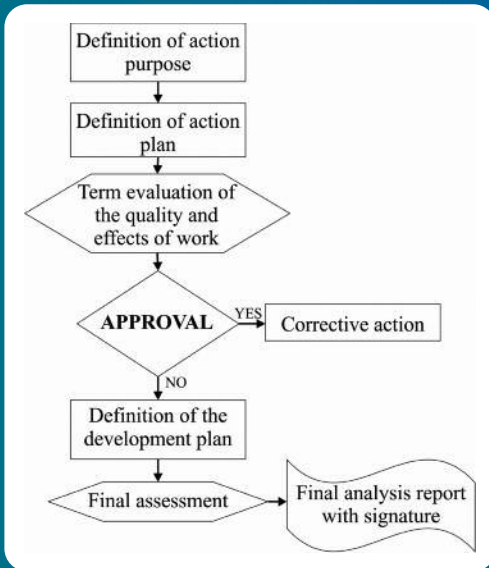 Definition of action
purpose
Definition of action
plan
Term evaluation of
the quality and
effects of work
APPROVAL
YES
Corrective action
NO
Definition of the
development plan
Final assessment
Final analysis report
with signature